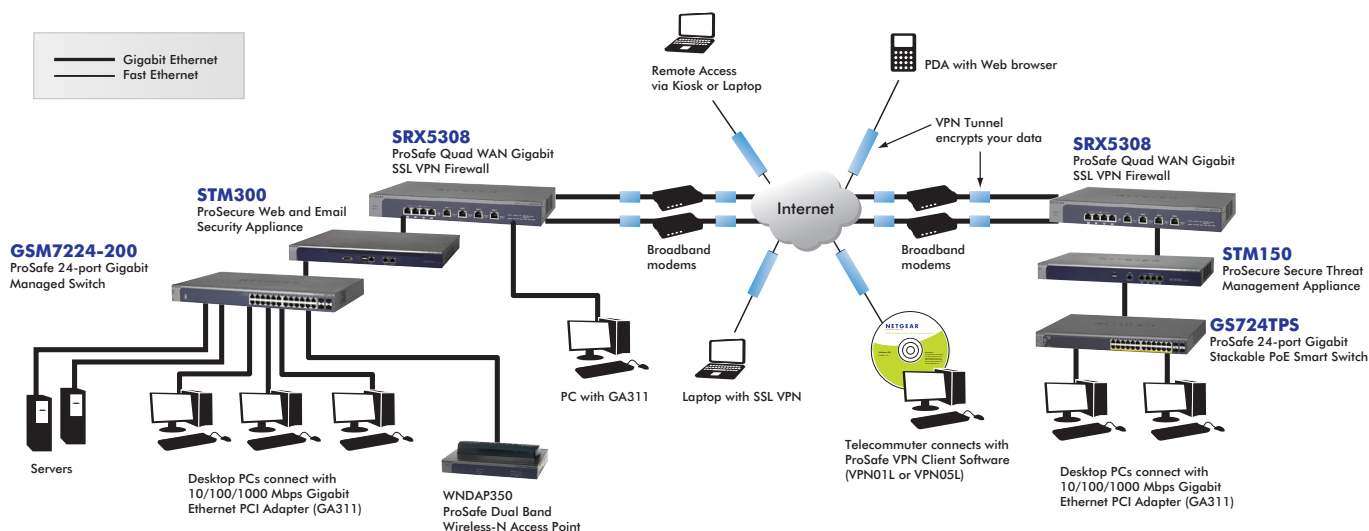 Gigabit Ethernet
Fast Ethernet
Remote Access
via Kiosk or Laptop
PDA with Web browser
VPN Tunnel
encrypts your data
SRX5308
ProSafe Quad WAN Gigabit
SSL VPN Firewall
SRX5308
ProSafe Quad WAN Gigabit
SSL VPN Firewall
STM300
ProSecure Web and Email
Security Appliance
Internet
GSM7224-200
ProSafe 24-port Gigabit
Managed Switch
Broadband
modems
Broadband
modems
STM150
ProSecure Secure Threat
Management Appliance
NETGEAR
GS724TPS
ProSafe 24-port Gigabit
Stackable PoE Smart Switch
PC with GA311
Laptop with SSL VPN
Servers
Desktop PCs connect with
10/100/1000 Mbps Gigabit
Ethernet PCI Adapter (GA311)
WNDAP350
ProSafe Dual Band
Wireless-N Access Point
Telecommuter connects with
ProSafe VPN Client Software
(VPN01L or VPN05L)
Desktop PCs connect with
10/100/1000 Mbps Gigabit
Ethernet PCI Adapter (GA311)